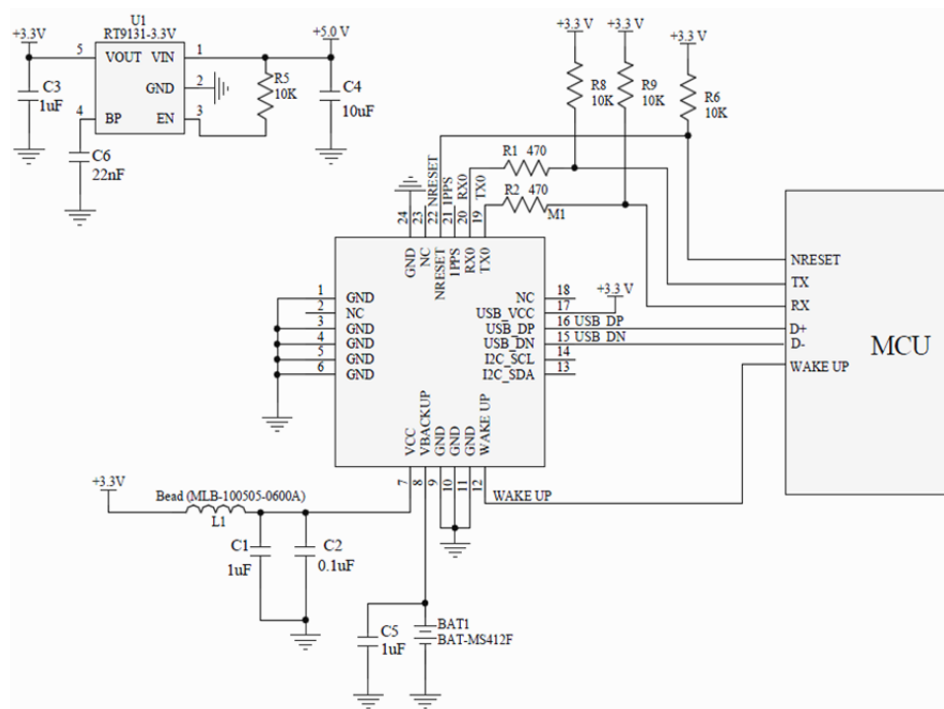 U1
RT9131-3.3V
+3.3V
5
VOUT
VIN
1
+5.0 V
GND
2
4
BP
EN
3
C3
1uF
R5
10K
C4
10uF
C6
22nF
+3.3 V
+3.3 V
+3.3 V
R8
10K
R9
10K
R6
10K
R1 470
R2 470
M1
NRESET
1PPS
RX0
TX0
24
23
22
21
20
19
GND
NC
NRESET
1PPS
RX0
TX0
1
GND
2
NC
3
GND
4
GND
5
GND
6
GND
NC
18
USB_VCC
17
+3.3 V
USB_DP
16
USB_DP
USB_DN
15
USB_DN
I2C_SCL
14
I2C_SDA
13
VCC
VBACKUP
GND
GND
GND
WAKE UP
7
8
9
10
11
12
WAKE UP
NRESET
TX
RX
D+
D-
WAKE UP
MCU
+3.3V
Bead (MLB-100505-0600A)
L1
C1
1uF
C2
0.1uF
C5
1uF
BAT1
BAT-MS412F